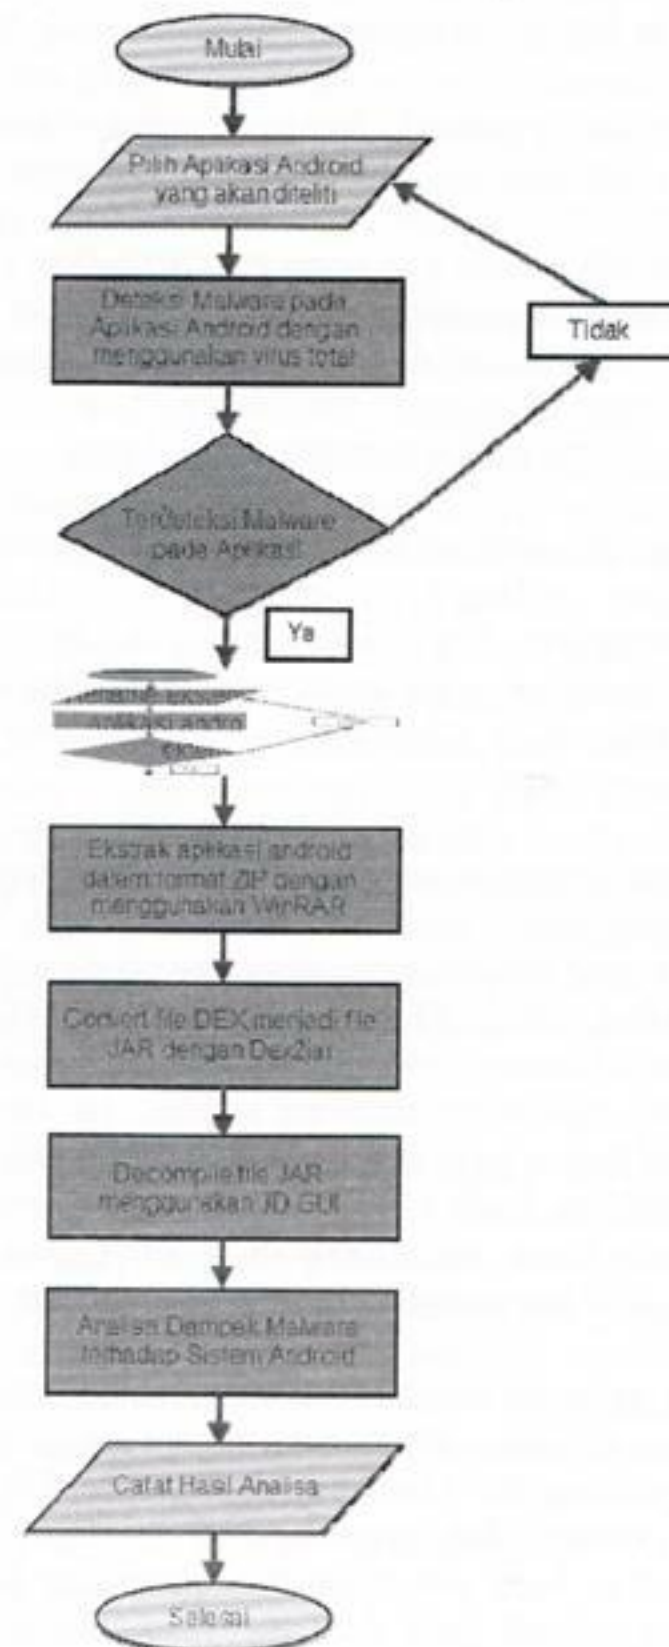 Mulai
Pilih Aplikasi Android
yang akan diteliti
Deteksi Malware pada
Aplikasi Android dengan
menggunakan virus total
Tidak
Terdeteksi Malware
pada Aplikasi
Ya
aplikasi andro
Ekstrak aplikasi android
dalam format ZIP dengan
menggunakan WinRAR
Convert file DEX menjadi file
JAR dengan Dex2jar
Decompile file JAR
menggunakan JD GUI
Analisa Dampak Malware
terhadap Sistem Android
Catat Hasil Analisa
Selesai